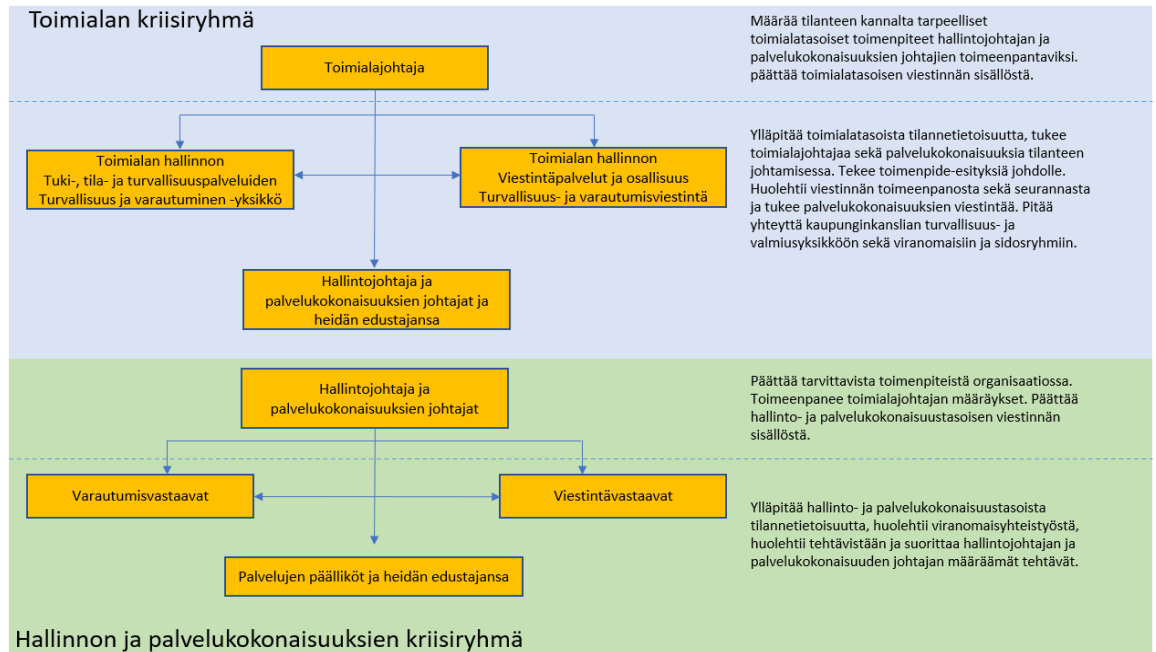 Toimialan kriisiryhmä
Määrää tilanteen kannalta tarpeelliset
toimialatasoiset toimenpiteet hallintojohtajan ja
palvelukokonaisuuksien johtajien toimeenpantaviksi.
päättää toimialatasoisen viestinnän sisällöstä.
Toimialajohtaja
Toimialan hallinnon
Tuki-, tila- ja turvallisuuspalveluiden
Turvallisuus ja varautuminen -yksikkö
Toimialan hallinnon
Viestintäpalvelut ja osallisuus
Turvallisuus- ja varautumisviestintä
Ylläpitää toimialatasoista tilannetietoisuutta, tukee
toimialajohtajaa sekä palvelukokonaisuuksia tilanteen
johtamisessa. Tekee toimenpide-esityksiä johdolle.
Huolehtii viestinnän toimeenpanosta sekä seurannasta
ja tukee palvelukokonaisuuksien viestintää. Pitää
yhteyttä kaupunginkanslian turvallisuus- ja
valmiusyksikköön sekä viranomaisiin ja sidosryhmiin.
Hallintojohtaja ja
palvelukokonaisuuksien johtajat ja
heidän edustajansa
Hallintojohtaja ja
palvelukokonaisuuksien johtajat
Päättää tarvittavista toimenpiteistä organisaatiossa.
Toimeenpanee toimialajohtajan määräykset. Päättää
hallinto- ja palvelukokonaisuustasoisen viestinnän
sisällöstä.
Varautumisvastaavat
Viestintävastaavat
Ylläpitää hallinto- ja palvelukokonaisuustasoista
tilannetietoisuutta, huolehtii viranomaisyhteistyöstä,
huolehtii tehtävistään ja suorittaa hallintojohtajan ja
palvelukokonaisuuden johtajan määräämät tehtävät.
Palvelujen päälliköt ja heidän edustajansa
Hallinnon ja palvelukokonaisuuksien kriisiryhmä